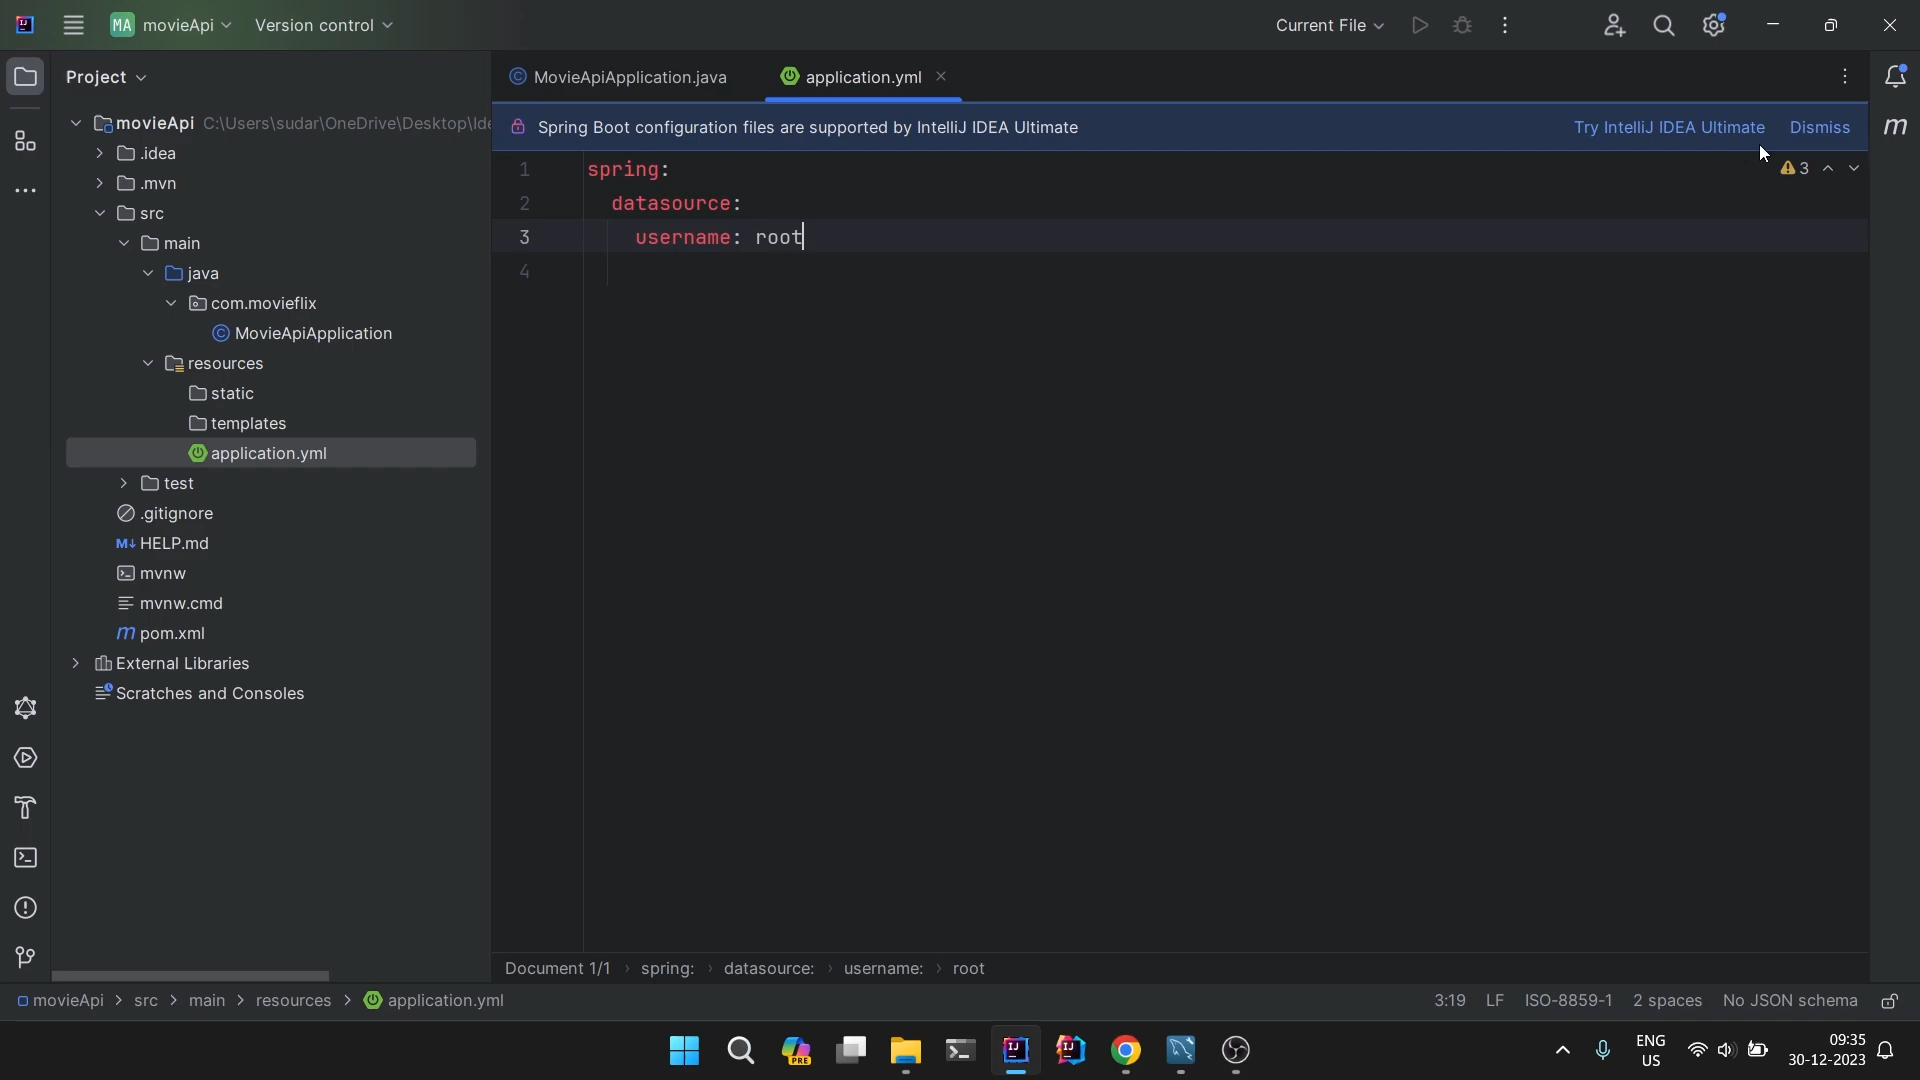 MA movieApi Version control Current File
Project
MovieApiApplication.java application.yml
movieApi C:\Users\sudar\OneDrive\Desktop\Ide
Spring Boot configuration files are supported by IntelliJ IDEA Ultimate Try IntelliJ IDEA Ultimate Dismiss
.idea
.mvn
src
main
java
com.movieflix
MovieApiApplication
resources
static
templates
application.yml
test
.gitignore
HELP.md
mvnw
mvnw.cmd
pom.xml
External Libraries
Scratches and Consoles
1 spring: 3
2 datasource:
3 username: root
4
Document 1/1 spring: datasource: username: root
movieApi src main resources application.yml 3:19 LF ISO-8859-1 2 spaces No JSON schema
PRE
ENG
US
09:35
30-12-2023